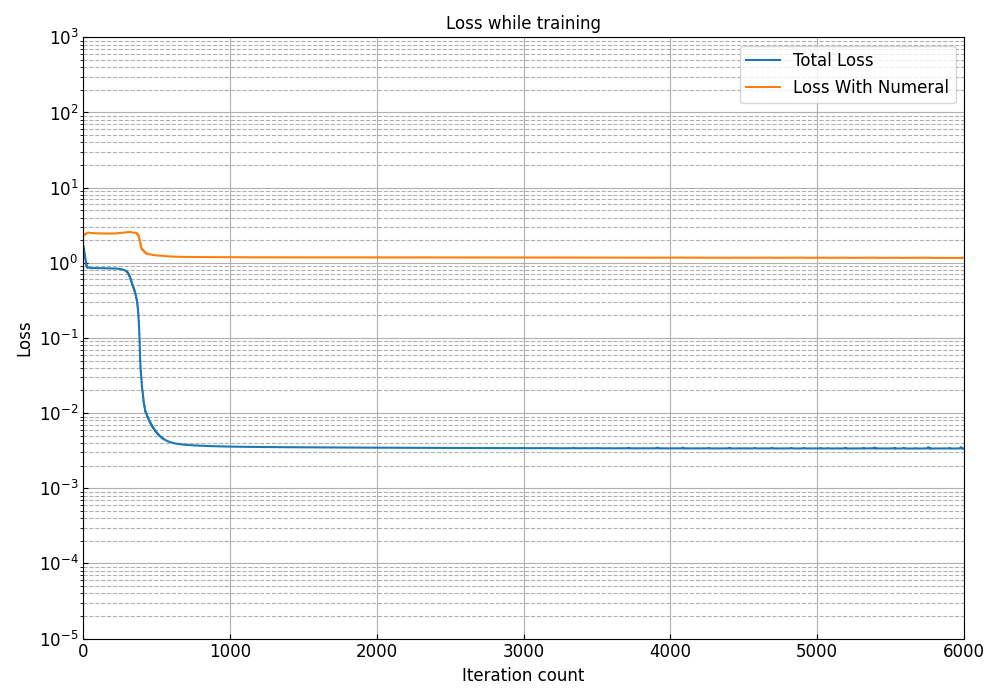 Loss while training
Total Loss
Loss With Numeral
Loss
10³
10²
10¹
10⁰
10⁻¹
10⁻²
10⁻³
10⁻⁴
10⁻⁵
0 1000 2000 3000 4000 5000 6000
Iteration count